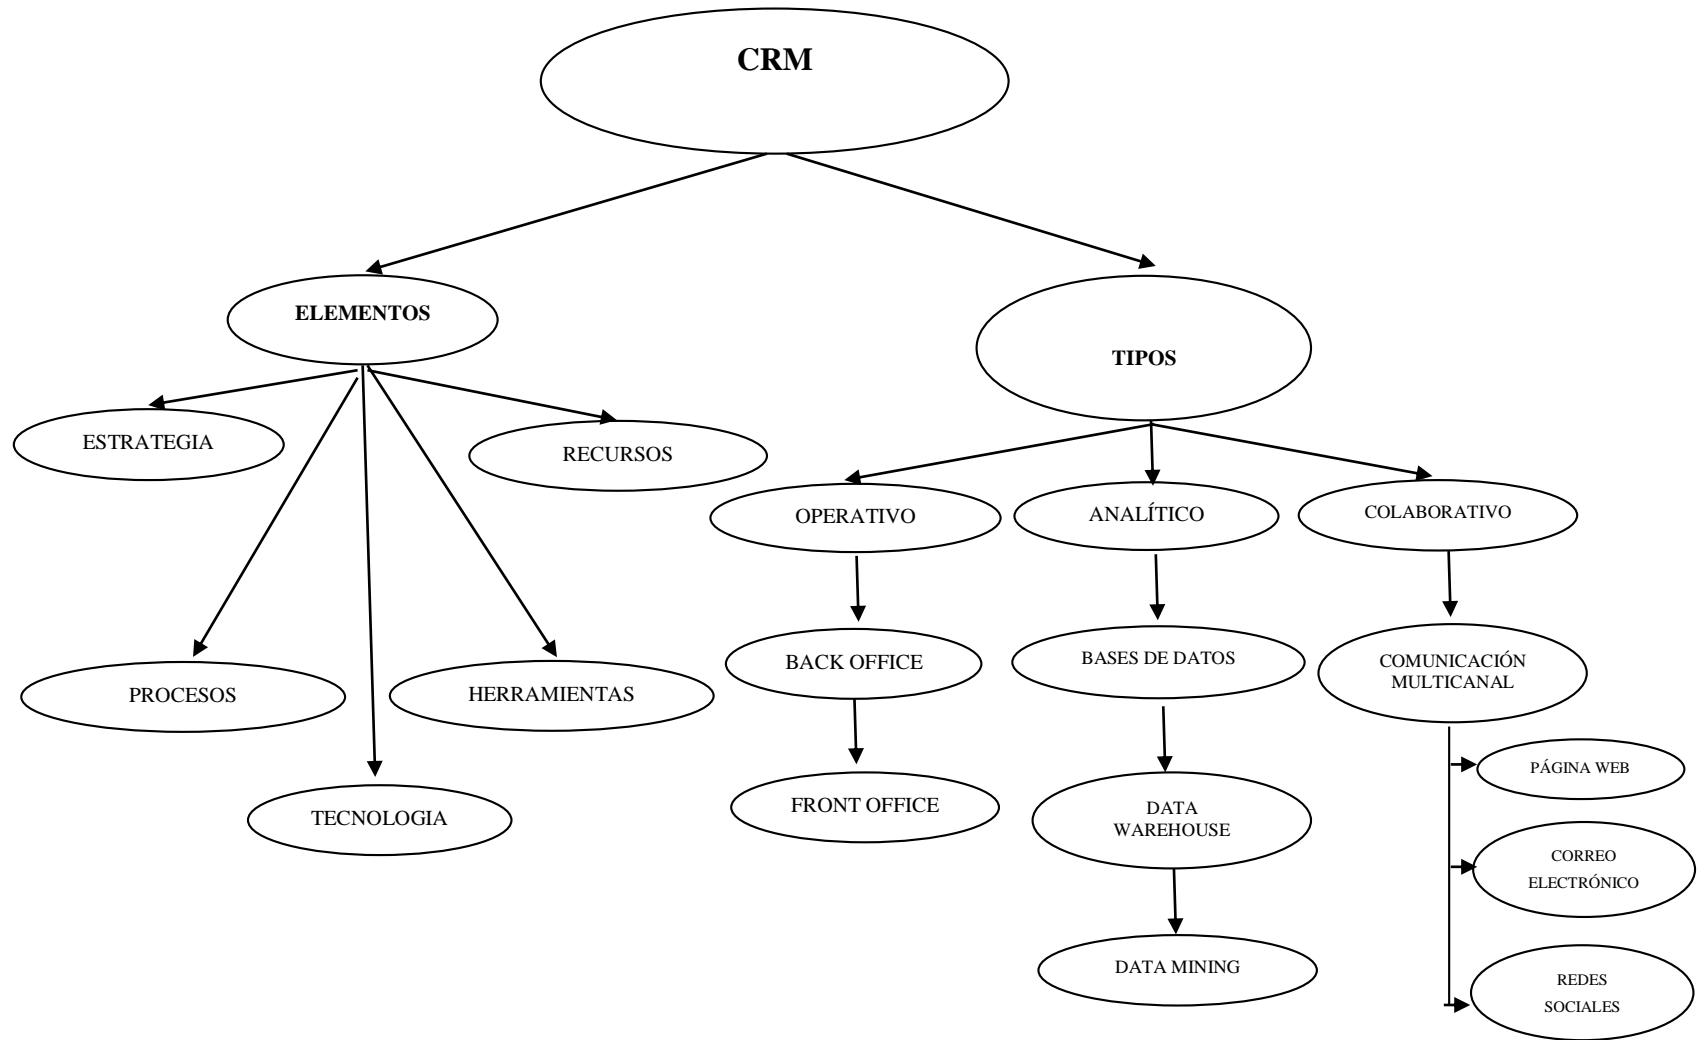 CRM
ELEMENTOS
TIPOS
ESTRATEGIA
RECURSOS
OPERATIVO
ANALÍTICO
COLABORATIVO
PROCESOS
HERRAMIENTAS
BACK OFFICE
BASES DE DATOS
COMUNICACIÓN
MULTICANAL
TECNOLOGIA
FRONT OFFICE
DATA
WAREHOUSE
PÁGINA WEB
CORREO
ELECTRÓNICO
DATA MINING
REDES
SOCIALES